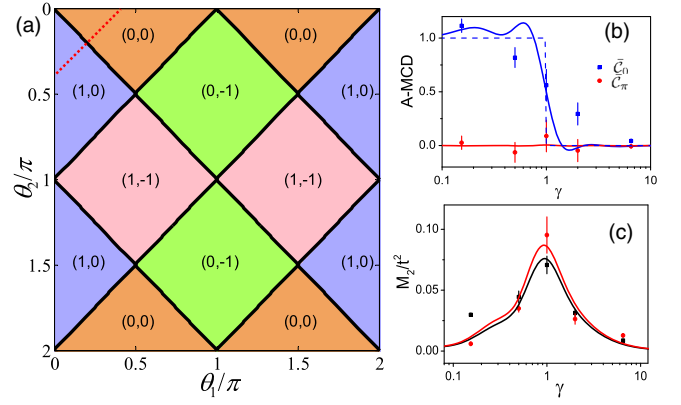 (a)
0
0.5
1
1.5
2
θ₂/π
(0,0) (0,0)
(1,0) (0,-1) (1,0)
(1,-1) (1,-1)
(1,0) (0,-1) (1,0)
(0,0) (0,0)
0 0.5 1 1.5 2
θ₁/π
(b)
A-MCD
1.0
0.5
0.0
C̄₀
C̄π
0.1 1 10
γ
(c)
M₂/t²
0.10
0.05
0.00
0.1 1 10
γ